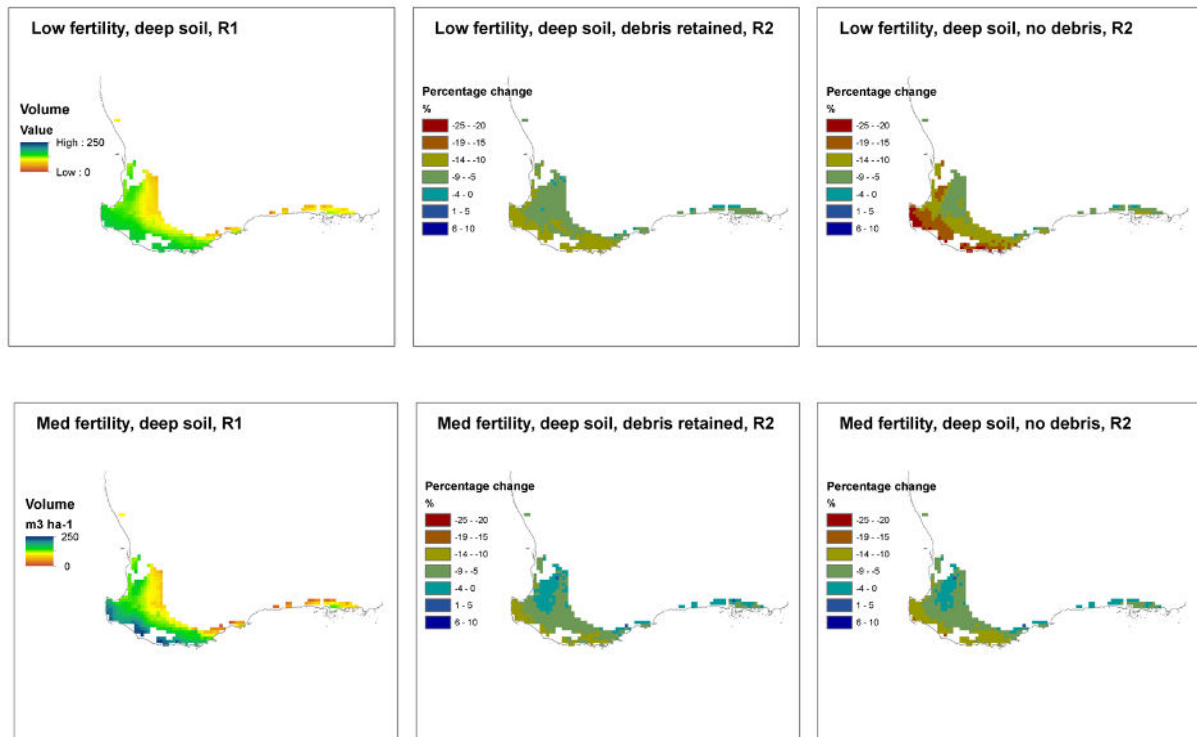 Low fertility, deep soil, R1
Volume
Value
High : 250
Low : 0
Low fertility, deep soil, debris retained, R2
Percentage change
%
-25 - -20
-19 - -15
-14 - -10
-9 - -5
-4 - 0
1 - 5
6 - 10
Low fertility, deep soil, no debris, R2
Percentage change
%
-25 - -20
-19 - -15
-14 - -10
-9 - -5
-4 - 0
1 - 5
6 - 10
Med fertility, deep soil, R1
Volume
m3 ha-1
250
0
Med fertility, deep soil, debris retained, R2
Percentage change
%
-25 - -20
-19 - -15
-14 - -10
-9 - -5
-4 - 0
1 - 5
6 - 10
Med fertility, deep soil, no debris, R2
Percentage change
%
-25 - -20
-19 - -15
-14 - -10
-9 - -5
-4 - 0
1 - 5
6 - 10